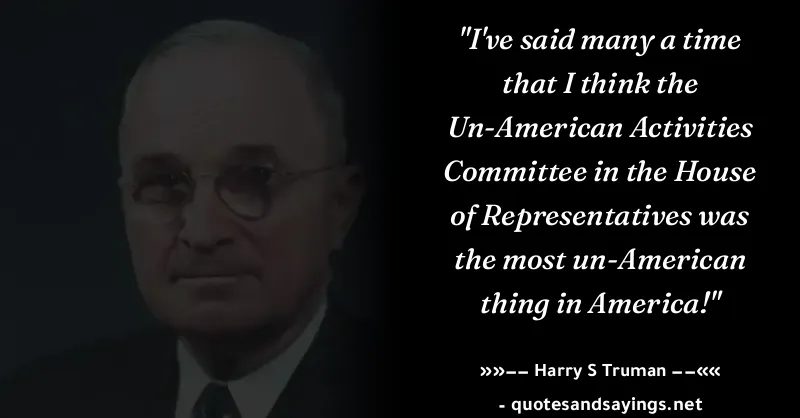 "I've said many a time
that I think the
Un-American Activities
Committee in the House
of Representatives was
the most un-American
thing in America!"
»»–– Harry S Truman ––««
- quotesandsayings.net